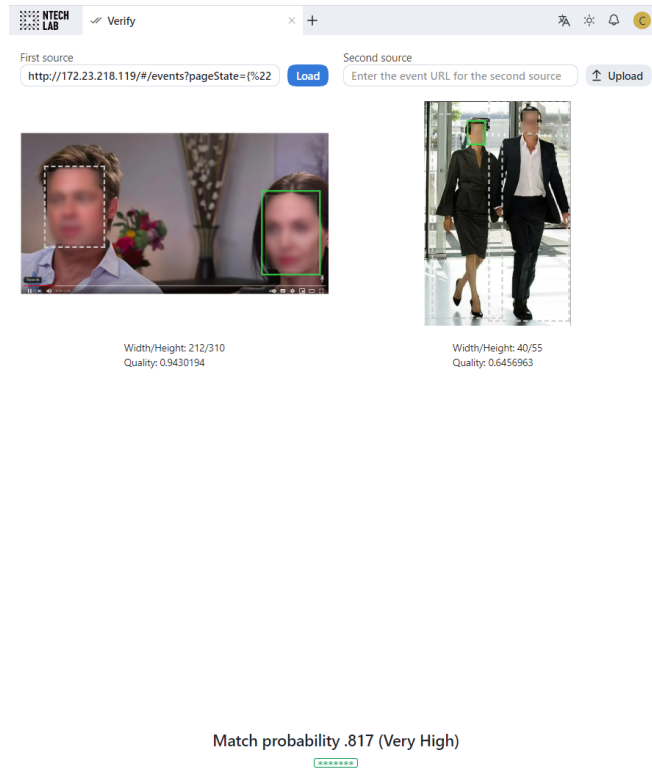 NTECH
LAB
Verify
First source
http://172.23.218.119/#/events?pageState={%22
Load
Second source
Enter the event URL for the second source
Upload
C
Width/Height: 212/310
Quality: 0.9430194
Width/Height: 40/55
Quality: 0.6456963
Match probability .817 (Very High)
*******